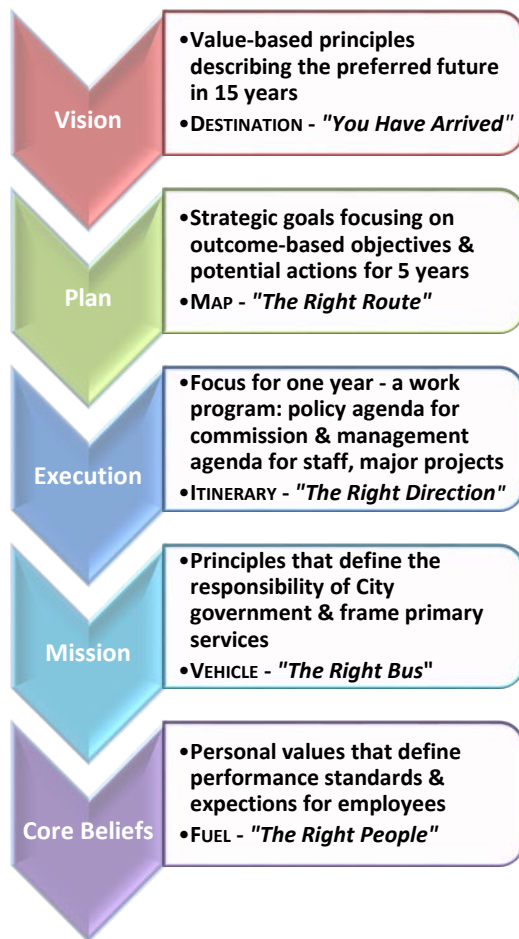 Vision
•Value-based principles
describing the preferred future
in 15 years
•DESTINATION - "You Have Arrived"
Plan
•Strategic goals focusing on
outcome-based objectives &
potential actions for 5 years
•MAP - "The Right Route"
Execution
•Focus for one year - a work
program: policy agenda for
commission & management
agenda for staff, major projects
•ITINERARY - "The Right Direction"
Mission
•Principles that define the
responsibility of City
government & frame primary
services
•VEHICLE - "The Right Bus"
Core Beliefs
•Personal values that define
performance standards &
expections for employees
•FUEL - "The Right People"